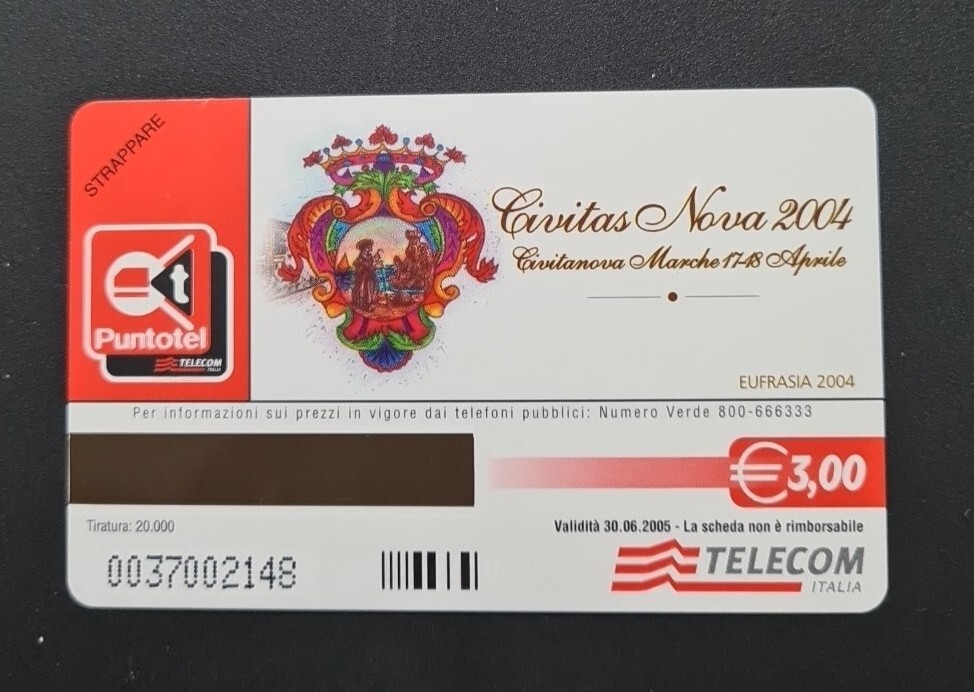 STRAPPARE
Civitas Nova 2004
Civitanova Marche 17-18 Aprile
t
Puntotel
TELECOM
ITALIA
EUFRASIA 2004
Per informazioni sui prezzi in vigore dai telefoni pubblici: Numero Verde 800-666333
€3,00
Tiratura: 20.000
Validità 30.06.2005 - La scheda non è rimborsabile
0037002148
TELECOM
ITALIA